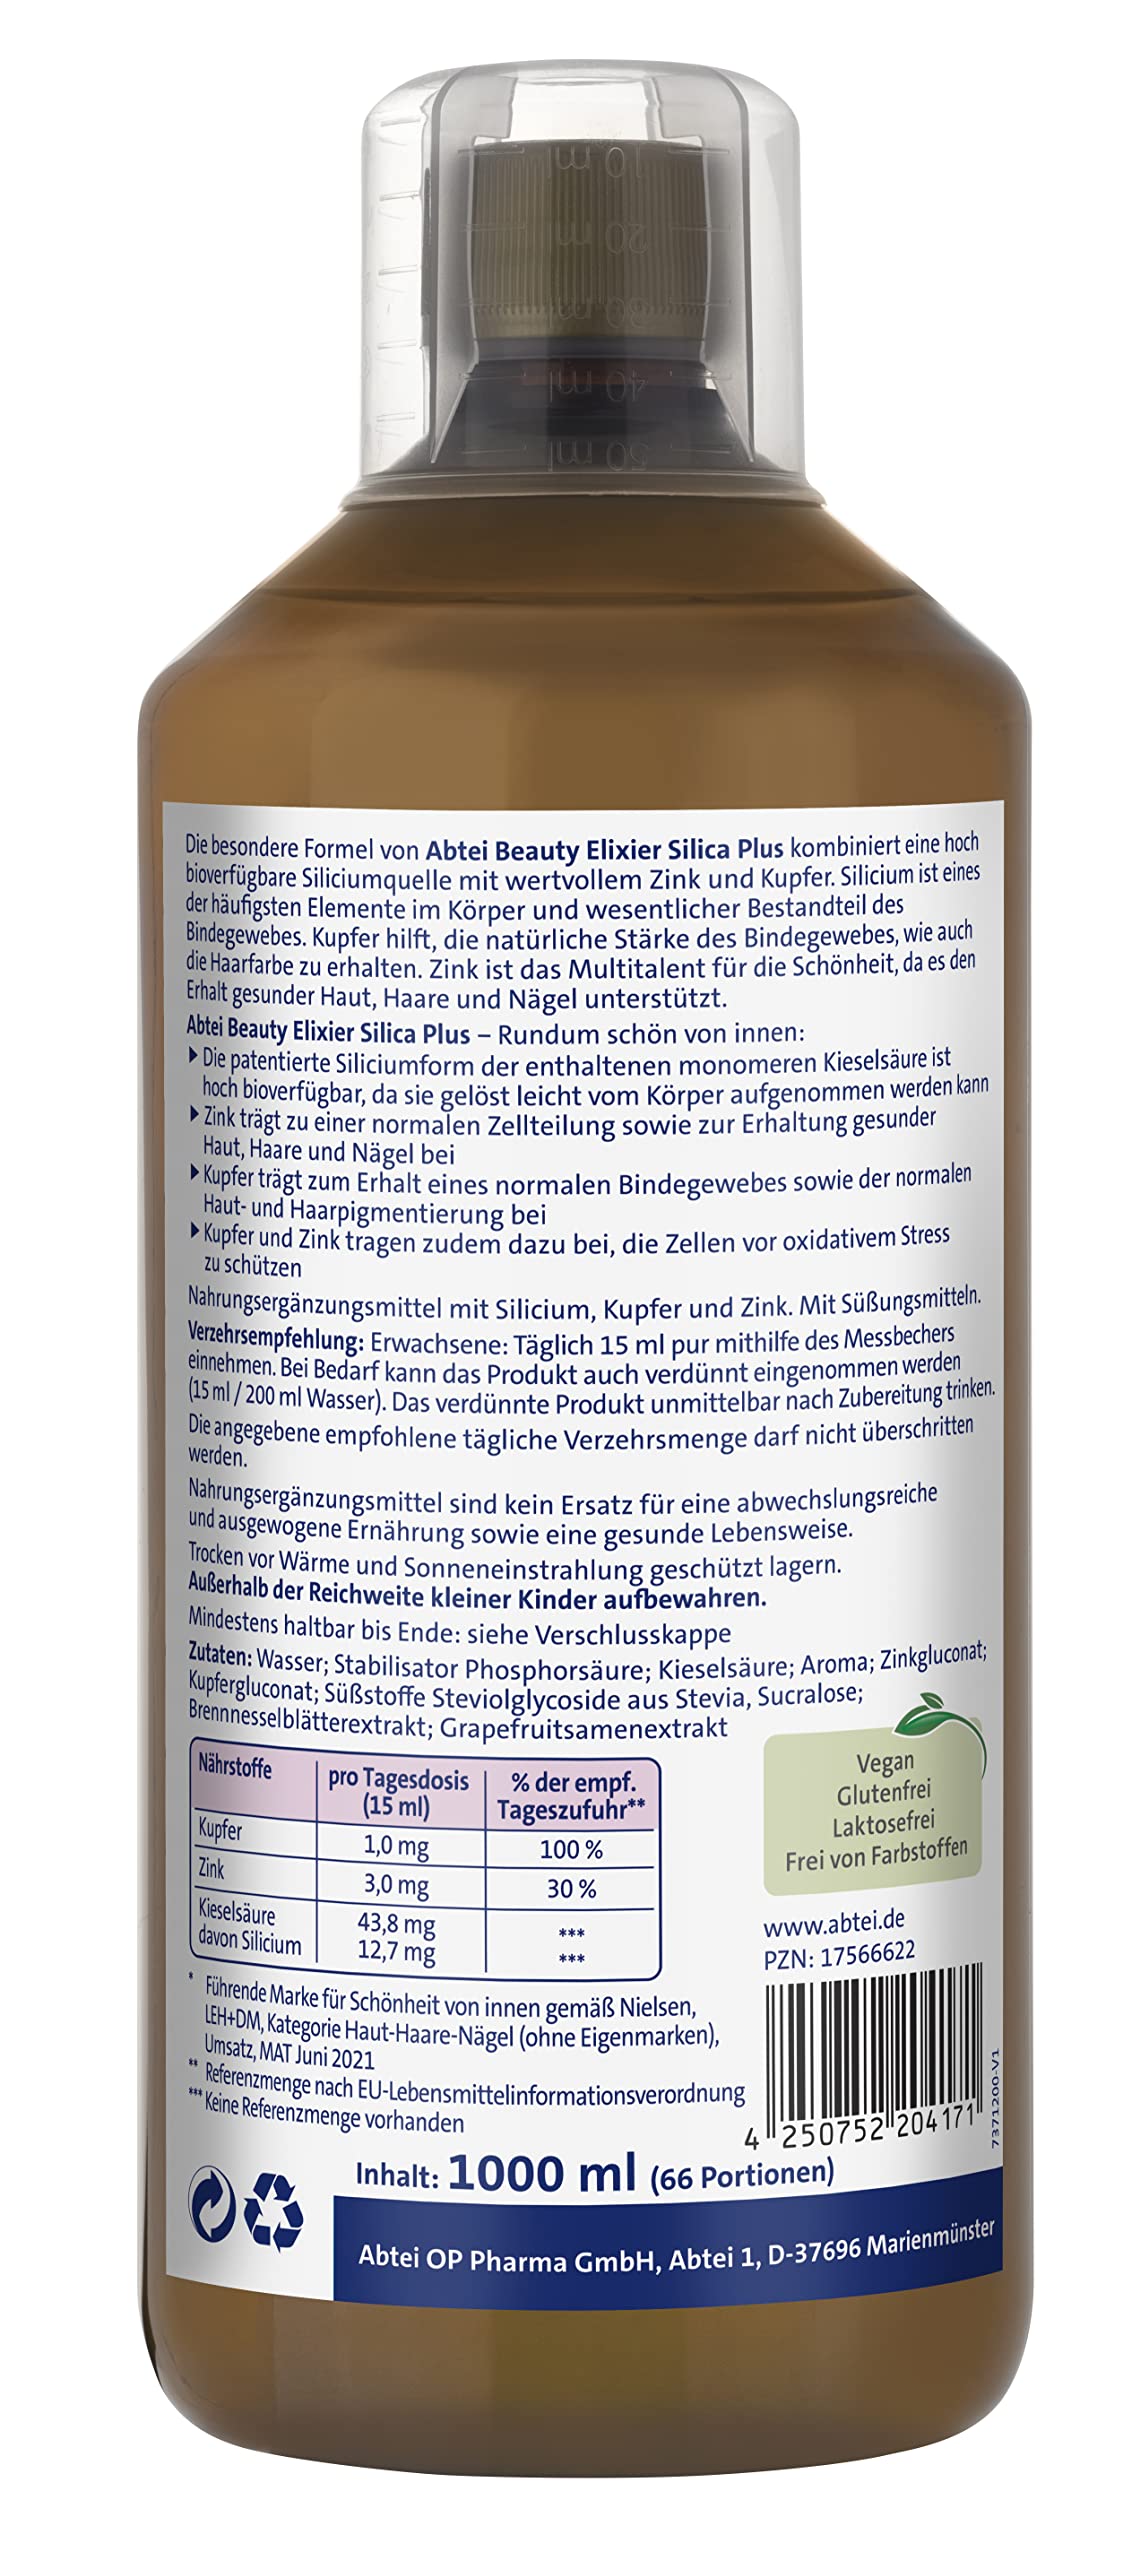 10 ml
20 ml
30 ml
40 ml
50 ml
Die besondere Formel von Abtei Beauty Elixier Silica Plus kombiniert eine hoch
bioverfügbare Siliciumquelle mit wertvollem Zink und Kupfer. Silicium ist eines
der häufigsten Elemente im Körper und wesentlicher Bestandteil des
Bindegewebes. Kupfer hilft, die natürliche Stärke des Bindegewebes, wie auch
die Haarfarbe zu erhalten. Zink ist das Multitalent für die Schönheit, da es den
Erhalt gesunder Haut, Haare und Nägel unterstützt.
Abtei Beauty Elixier Silica Plus – Rundum schön von innen:
Die patentierte Siliciumform der enthaltenen monomeren Kieselsäure ist
hoch bioverfügbar, da sie gelöst leicht vom Körper aufgenommen werden kann
Zink trägt zu einer normalen Zellteilung sowie zur Erhaltung gesunder
Haut, Haare und Nägel bei
Kupfer trägt zum Erhalt eines normalen Bindegewebes sowie der normalen
Haut- und Haarpigmentierung bei
Kupfer und Zink tragen zudem dazu bei, die Zellen vor oxidativem Stress
zu schützen
Nahrungsergänzungsmittel mit Silicium, Kupfer und Zink. Mit Süßungsmitteln.
Verzehrsempfehlung: Erwachsene: Täglich 15 ml pur mithilfe des Messbechers
einnehmen. Bei Bedarf kann das Produkt auch verdünnt eingenommen werden
(15 ml / 200 ml Wasser). Das verdünnte Produkt unmittelbar nach Zubereitung trinken.
Die angegebene empfohlene tägliche Verzehrsmenge darf nicht überschritten
werden.
Nahrungsergänzungsmittel sind kein Ersatz für eine abwechslungsreiche
und ausgewogene Ernährung sowie eine gesunde Lebensweise.
Trocken vor Wärme und Sonneneinstrahlung geschützt lagern.
Außerhalb der Reichweite kleiner Kinder aufbewahren.
Mindestens haltbar bis Ende: siehe Verschlusskappe
Zutaten: Wasser; Stabilisator Phosphorsäure; Kieselsäure; Aroma; Zinkgluconat;
Kupfergluconat; Süßstoffe Steviolglycoside aus Stevia, Sucralose;
Brennnesselblätterextrakt; Grapefruitsamenextrakt
Nährstoffe pro Tagesdosis (15 ml) % der empf. Tageszufuhr**
Kupfer 1,0 mg 100 %
Zink 3,0 mg 30 %
Kieselsäure 43,8 mg ***
davon Silicium 12,7 mg ***
Vegan
Glutenfrei
Laktosefrei
Frei von Farbstoffen
www.abtei.de
PZN: 17566622
4 250752 204171
7371200-V1
* Führende Marke für Schönheit von innen gemäß Nielsen,
LEH+DM, Kategorie Haut-Haare-Nägel (ohne Eigenmarken),
Umsatz, MAT Juni 2021
** Referenzmenge nach EU-Lebensmittelinformationsverordnung
*** Keine Referenzmenge vorhanden
Inhalt: 1000 ml (66 Portionen)
Abtei OP Pharma GmbH, Abtei 1, D-37696 Marienmünster